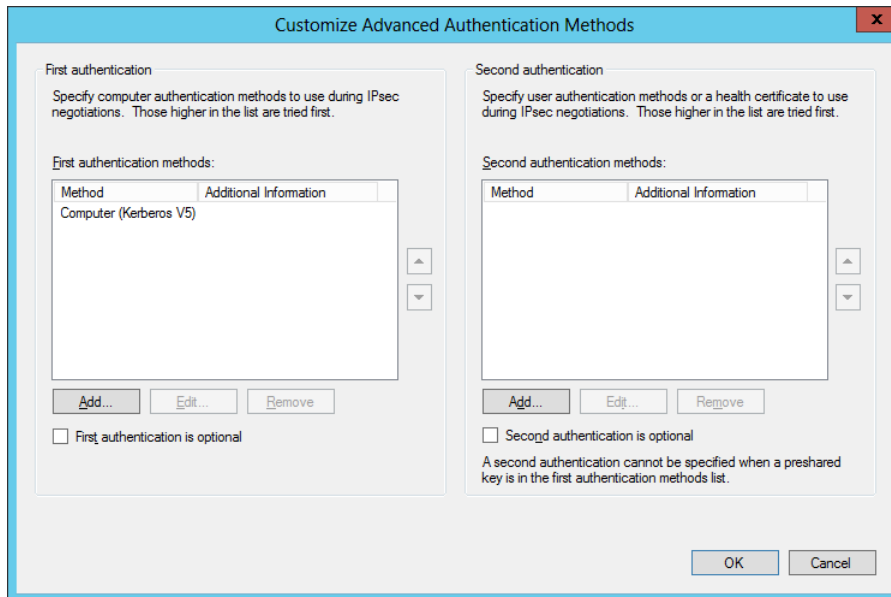 Customize Advanced Authentication Methods
x
First authentication
Specify computer authentication methods to use during IPsec
negotiations. Those higher in the list are tried first.
First authentication methods:
Method Additional Information
Computer (Kerberos V5)
Add... Edit... Remove
First authentication is optional
Second authentication
Specify user authentication methods or a health certificate to use
during IPsec negotiations. Those higher in the list are tried first.
Second authentication methods:
Method Additional Information
Add... Edit... Remove
Second authentication is optional
A second authentication cannot be specified when a preshared
key is in the first authentication methods list.
OK Cancel